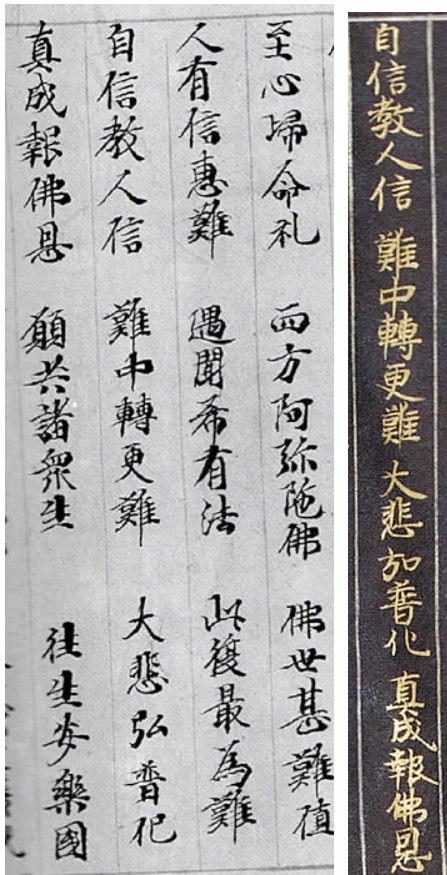 至心歸命礼 西方阿弥陁佛 佛世甚難值
人有信惠難 遇聞希有法 此復最為難
自信教人信 難中轉更難 大悲弘普化
真成報佛恩 願共諸衆生 往生安樂國
自信教人信 難中轉更難 大悲加普化 真成報佛恩